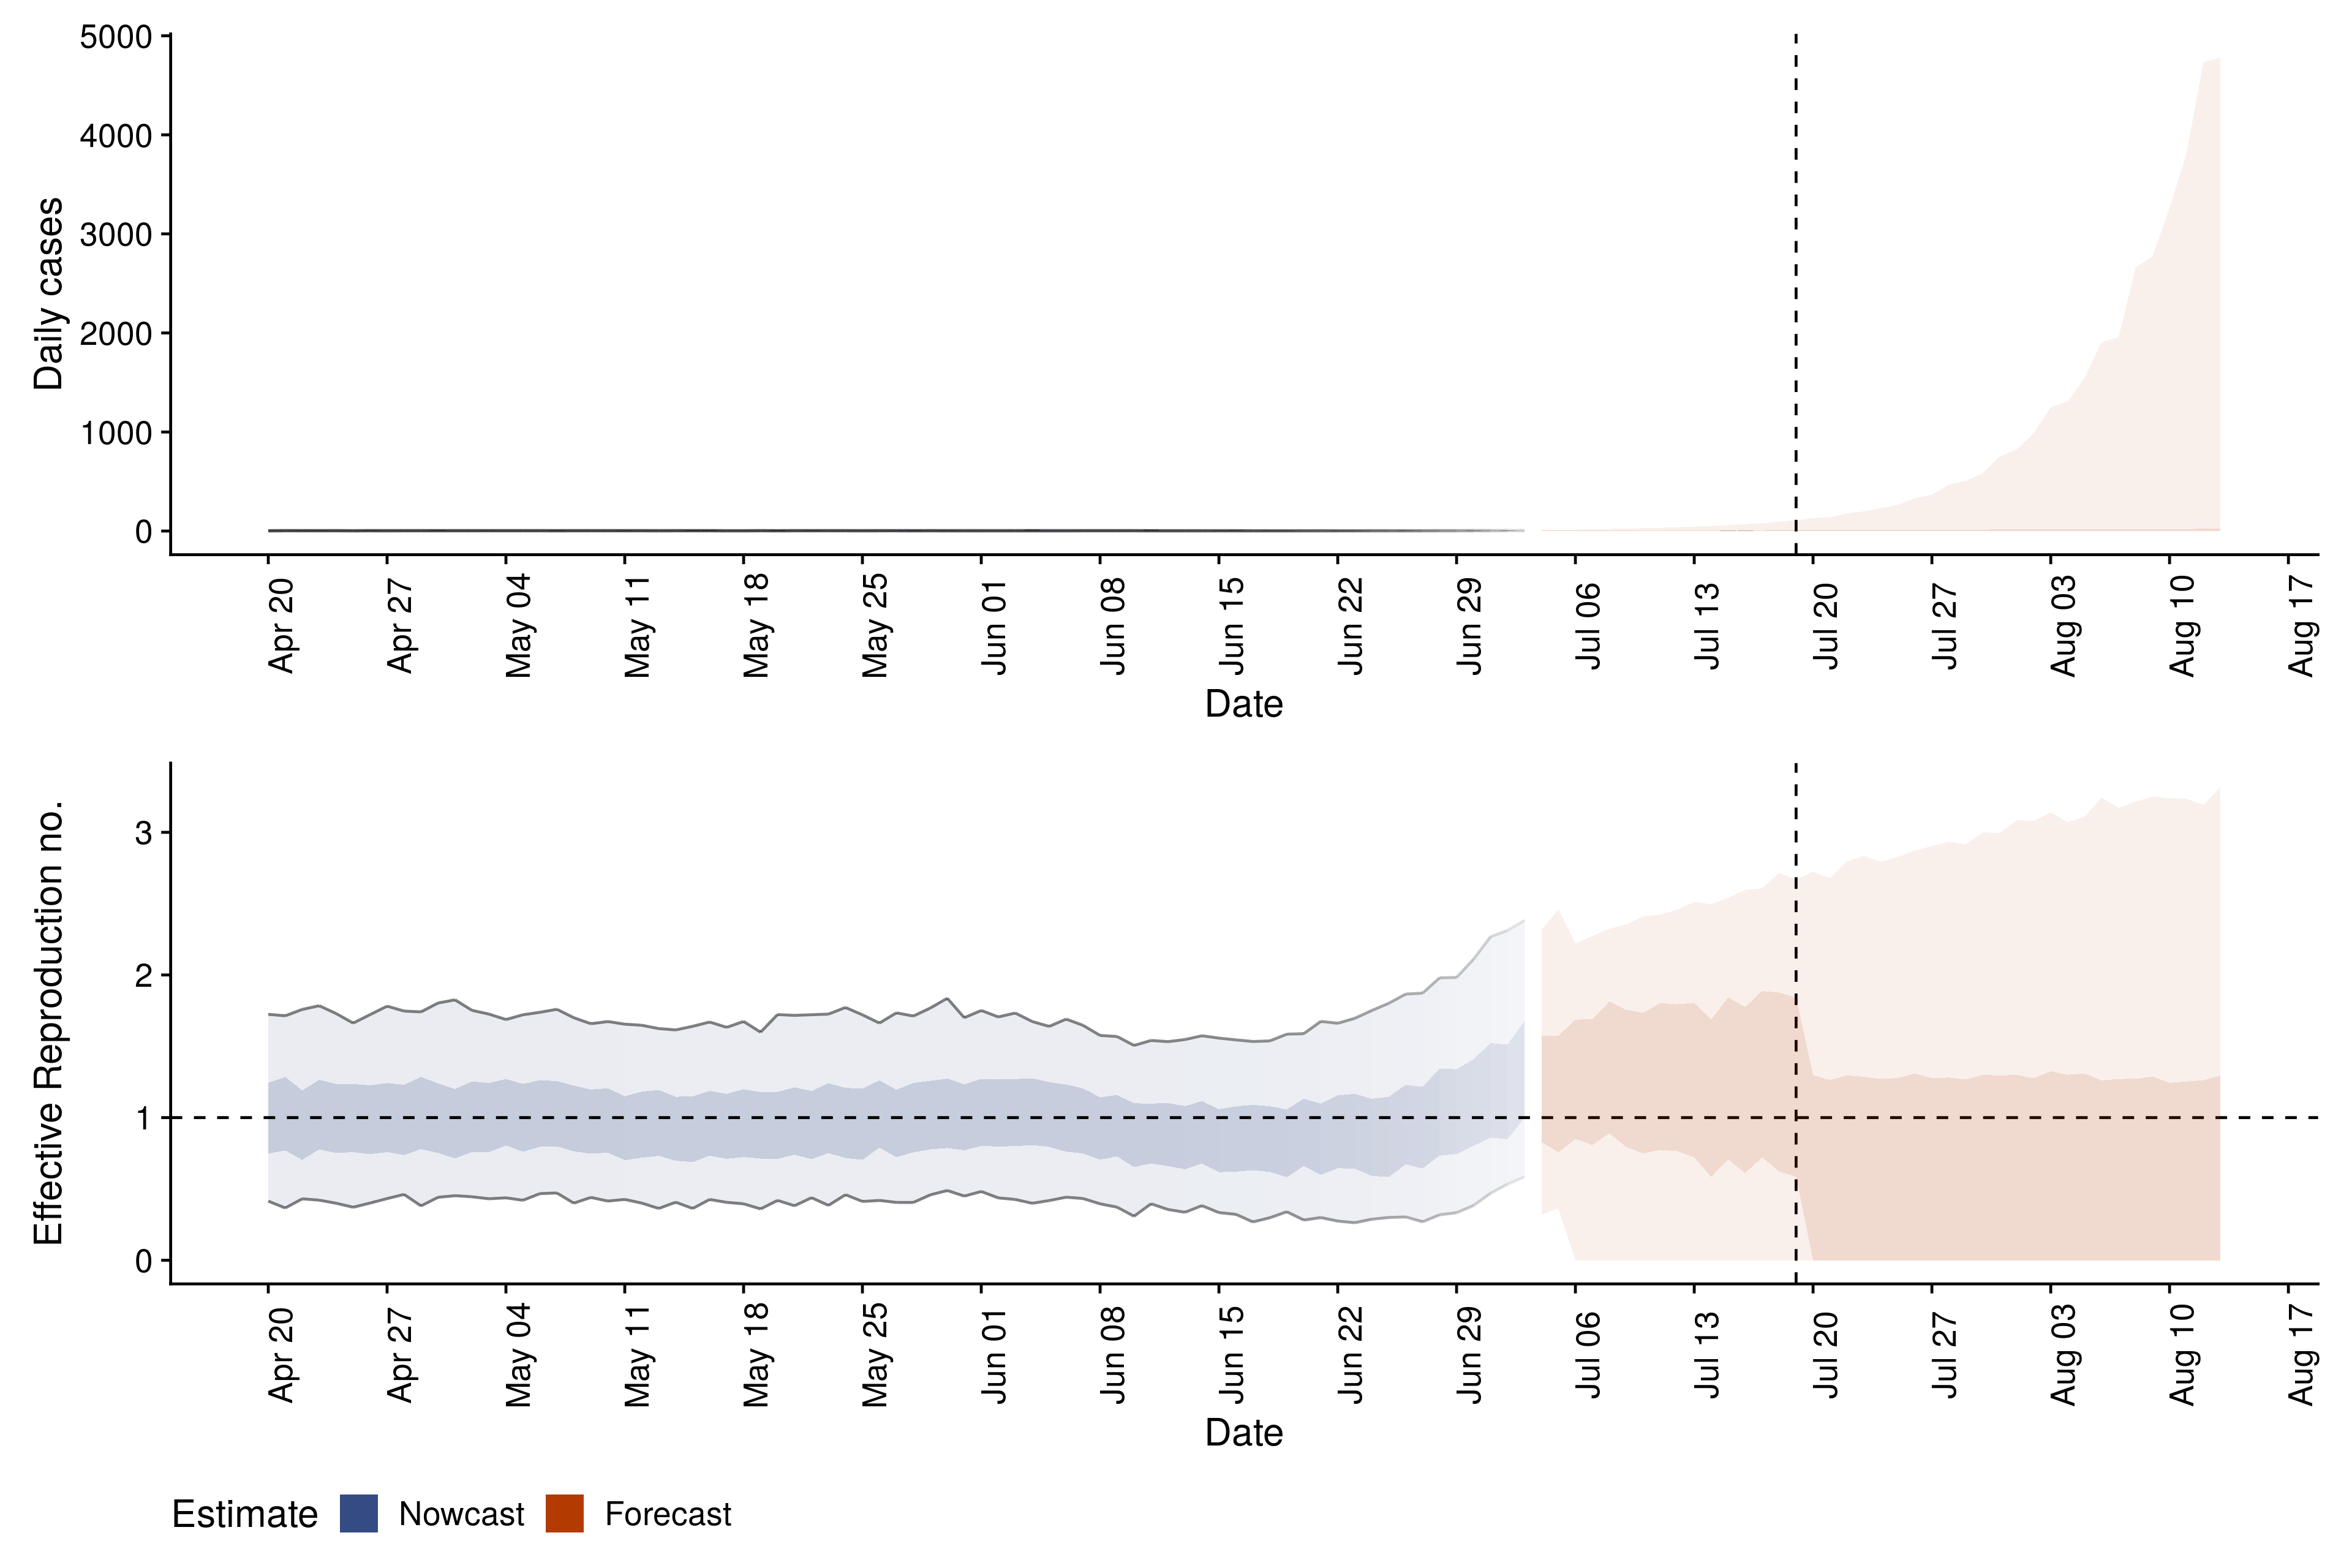 Daily cases
5000
4000
3000
2000
1000
0
Apr 20
Apr 27
May 04
May 11
May 18
May 25
Jun 01
Jun 08
Jun 15
Jun 22
Jun 29
Jul 06
Jul 13
Jul 20
Jul 27
Aug 03
Aug 10
Aug 17
Date
Effective Reproduction no.
3
2
1
0
Apr 20
Apr 27
May 04
May 11
May 18
May 25
Jun 01
Jun 08
Jun 15
Jun 22
Jun 29
Jul 06
Jul 13
Jul 20
Jul 27
Aug 03
Aug 10
Aug 17
Date
Estimate Nowcast Forecast